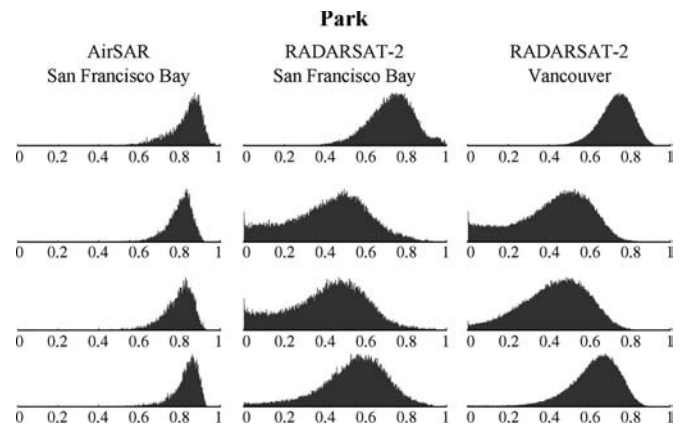 Park
AirSAR RADARSAT-2 RADARSAT-2
San Francisco Bay San Francisco Bay Vancouver
0 0.2 0.4 0.6 0.8 1 0 0.2 0.4 0.6 0.8 1 0 0.2 0.4 0.6 0.8 1
0 0.2 0.4 0.6 0.8 1 0 0.2 0.4 0.6 0.8 1 0 0.2 0.4 0.6 0.8 1
0 0.2 0.4 0.6 0.8 1 0 0.2 0.4 0.6 0.8 1 0 0.2 0.4 0.6 0.8 1
0 0.2 0.4 0.6 0.8 1 0 0.2 0.4 0.6 0.8 1 0 0.2 0.4 0.6 0.8 1